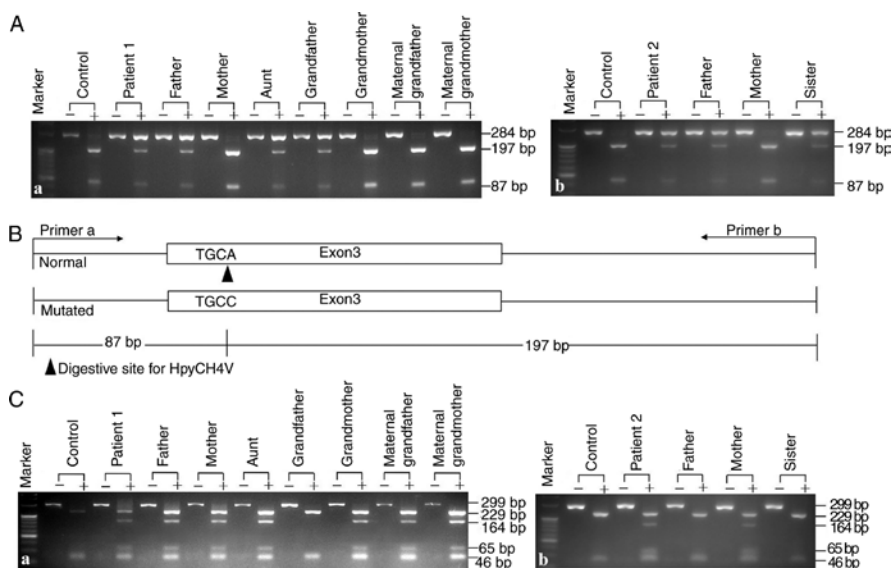 A
Marker
Control
Patient 1
Father
Mother
Aunt
Grandfather
Grandmother
Maternal
grandfather
Maternal
grandmother
− + − + − + − + − + − + − + − + − +
284 bp
197 bp
87 bp
a
Marker
Control
Patient 2
Father
Mother
Sister
− + − + − + − + − +
284 bp
197 bp
87 bp
b
B
Primer a
Primer b
TGCA Exon3
Normal
TGCC Exon3
Mutated
87 bp 197 bp
Digestive site for HpyCH4V
C
Marker
Control
Patient 1
Father
Mother
Aunt
Grandfather
Grandmother
Maternal
grandfather
Maternal
grandmother
− + − + − + − + − + − + − + − + − +
299 bp
229 bp
164 bp
65 bp
46 bp
a
Marker
Control
Patient 2
Father
Mother
Sister
− + − + − + − + − +
299 bp
229 bp
164 bp
65 bp
46 bp
b